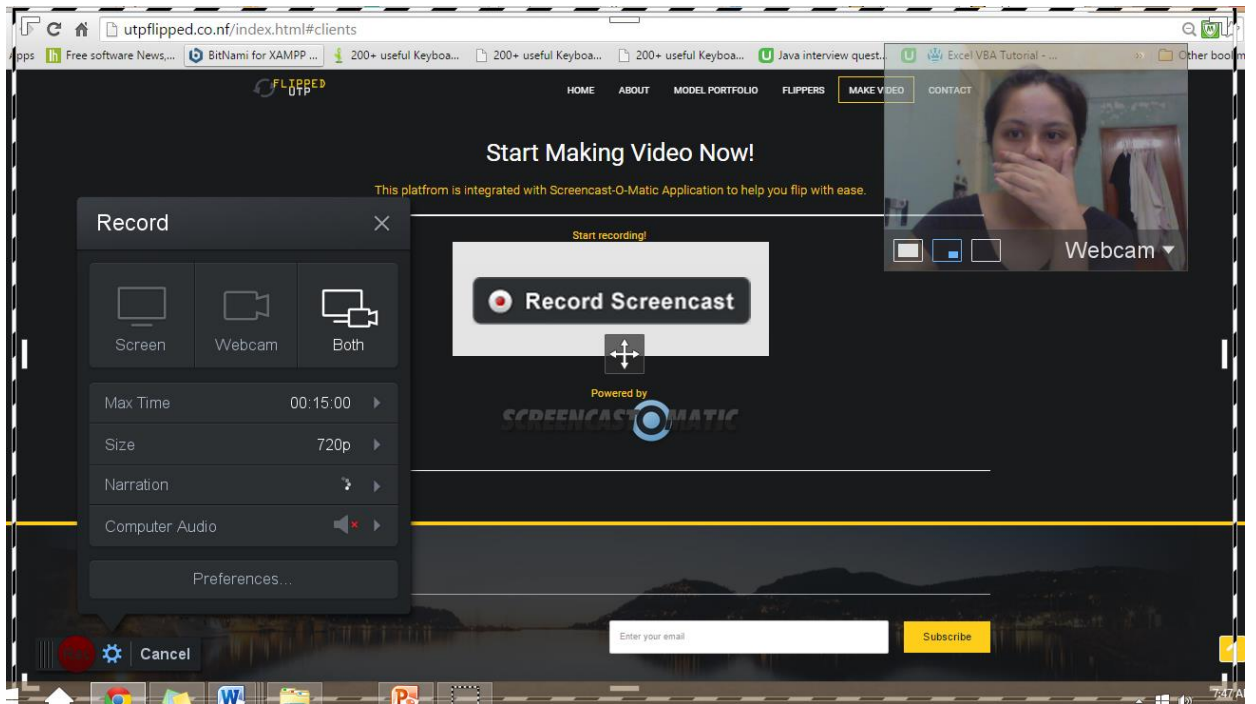 utpflipped.co.nf/index.html#clients
Apps Free software News,... BitNami for XAMPP ... 200+ useful Keyboa... 200+ useful Keyboa... 200+ useful Keyboa... Java interview quest... Excel VBA Tutorial - ... » Other bookm
FLIPPED
UTP
HOME ABOUT MODEL PORTFOLIO FLIPPERS MAKE VIDEO CONTACT
Start Making Video Now!
This platfrom is integrated with Screencast-O-Matic Application to help you flip with ease.
Webcam
Start recording!
Record Screencast
Powered by
SCREENCAST O MATIC
Record
Screen Webcam Both
Max Time 00:15:00
Size 720p
Narration
Computer Audio
Preferences...
Enter your email Subscribe
Rec Cancel
7:47 AM